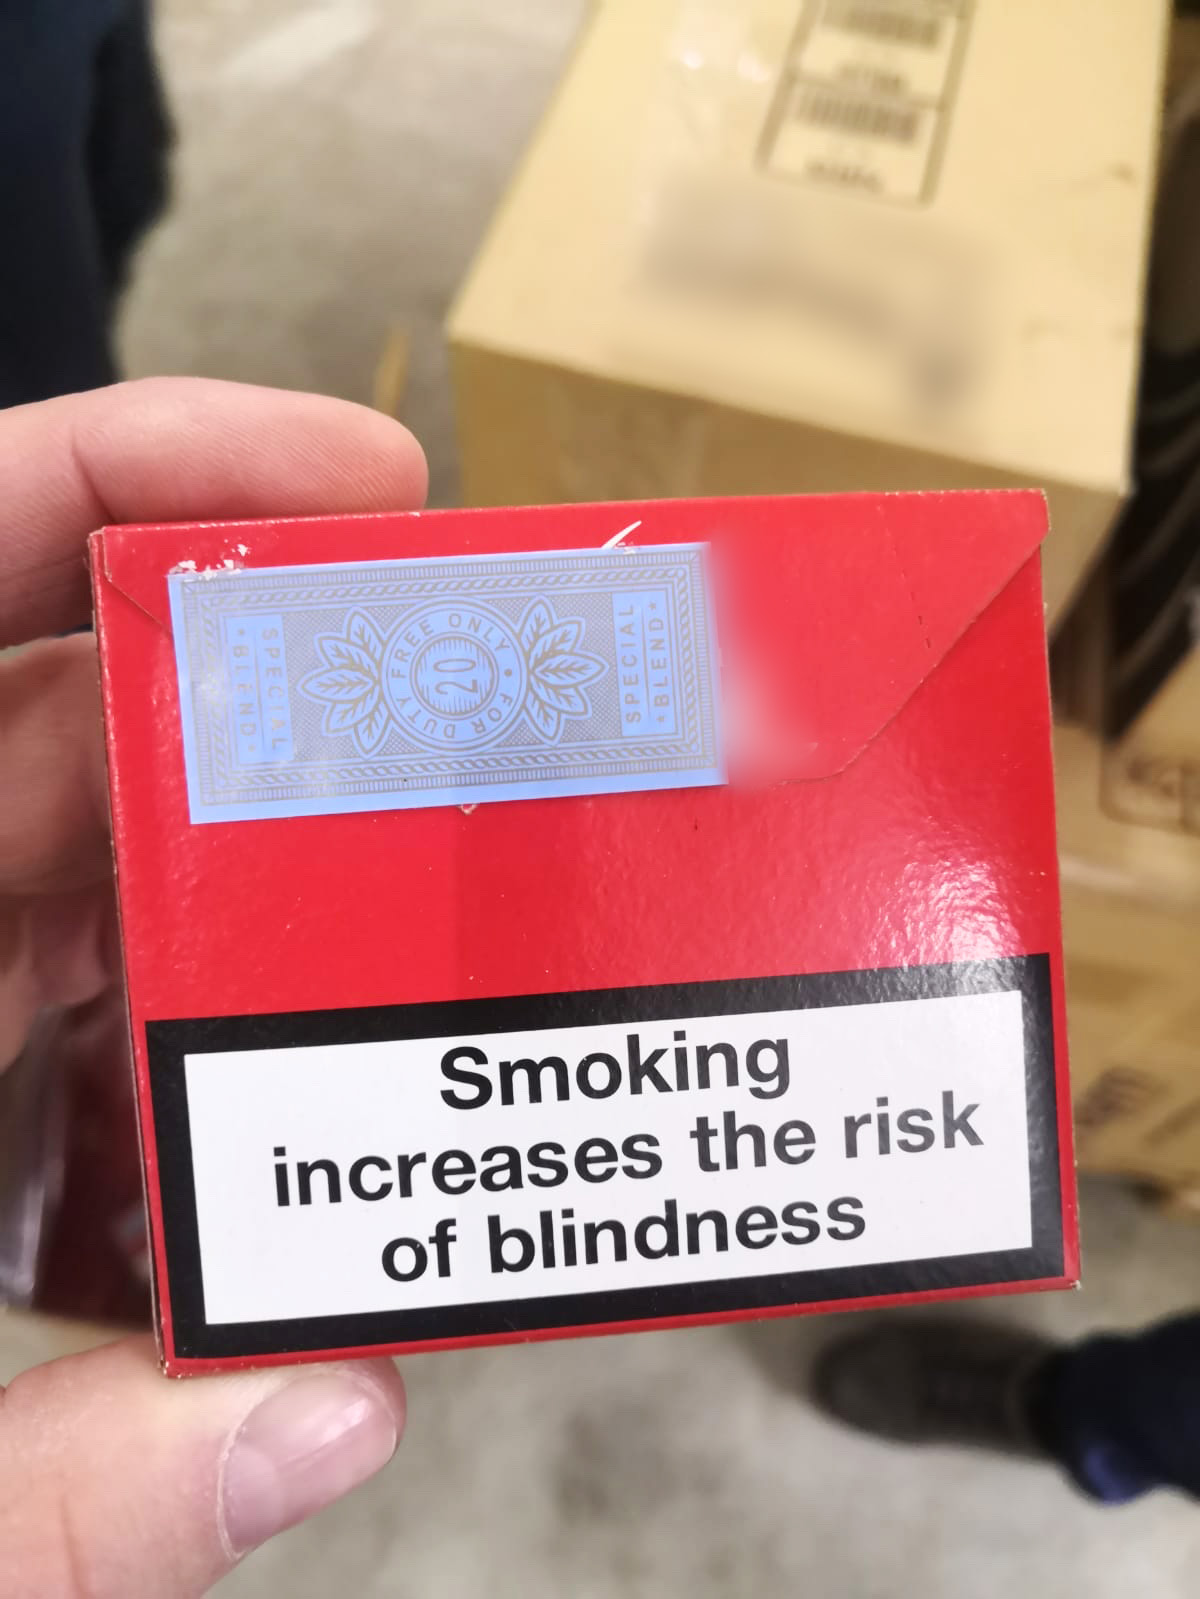 SPECIAL
★BLEND★
FREE ONLY • FOR DUTY
20
SPECIAL
★BLEND★
Smoking
increases the risk
of blindness